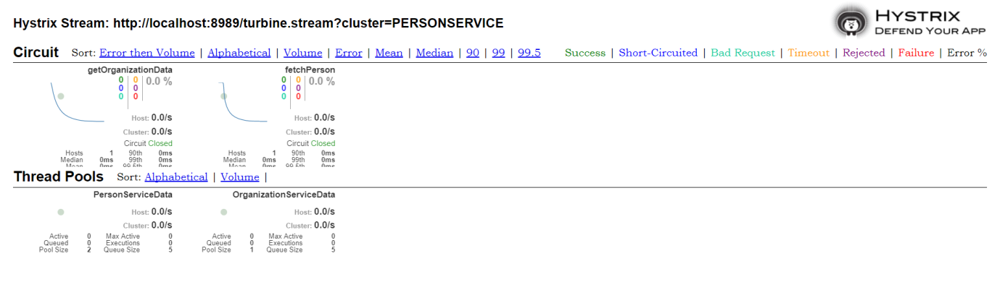 Hystrix Stream: http://localhost:8989/turbine.stream?cluster=PERSONSERVICE
HYSTRIX
DEFEND YOUR APP
Circuit Sort: Error then Volume | Alphabetical | Volume | Error | Mean | Median | 90 | 99 | 99.5 Success | Short-Circuited | Bad Request | Timeout | Rejected | Failure | Error %
getOrganizationData fetchPerson
0 0 0.0 % 0 0 0.0 %
0 0 0 0
0 0 0 0
Host: 0.0/s Host: 0.0/s
Cluster: 0.0/s Cluster: 0.0/s
Circuit Closed Circuit Closed
Hosts 1 90th 0ms Hosts 1 90th 0ms
Median 0ms 99th 0ms Median 0ms 99th 0ms
Mean 0ms 99.5th 0ms Mean 0ms 99.5th 0ms
Thread Pools Sort: Alphabetical | Volume |
PersonServiceData OrganizationServiceData
Host: 0.0/s Host: 0.0/s
Cluster: 0.0/s Cluster: 0.0/s
Active 0 Max Active 0 Active 0 Max Active 0
Queued 0 Executions 0 Queued 0 Executions 0
Pool Size 2 Queue Size 5 Pool Size 1 Queue Size 5